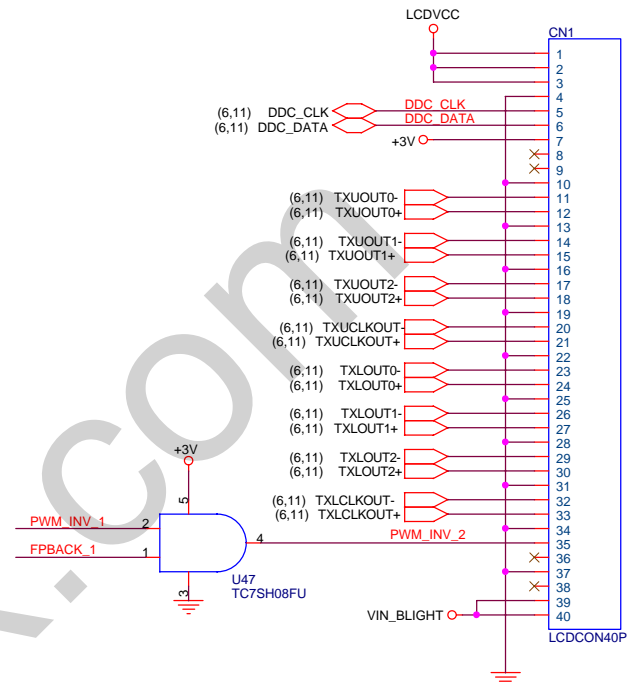 LCDVCC
CN1
1
2
3
4
(6,11) DDC_CLK DDC_CLK 5
(6,11) DDC_DATA DDC_DATA 6
+3V 7
8
9
10
(6,11) TXUOUT0- 11
(6,11) TXUOUT0+ 12
13
(6,11) TXUOUT1- 14
(6,11) TXUOUT1+ 15
16
(6,11) TXUOUT2- 17
(6,11) TXUOUT2+ 18
19
(6,11) TXUCLKOUT- 20
(6,11) TXUCLKOUT+ 21
22
(6,11) TXLOUT0- 23
(6,11) TXLOUT0+ 24
25
(6,11) TXLOUT1- 26
(6,11) TXLOUT1+ 27
28
(6,11) TXLOUT2- 29
(6,11) TXLOUT2+ 30
31
(6,11) TXLCLKOUT- 32
(6,11) TXLCLKOUT+ 33
34
PWM_INV_2 35
36
37
38
39
VIN_BLIGHT 40
LCDCON40P
+3V
5
PWM_INV_1 2
4
FPBACK_1 1
3
U47
TC7SH08FU
x.com